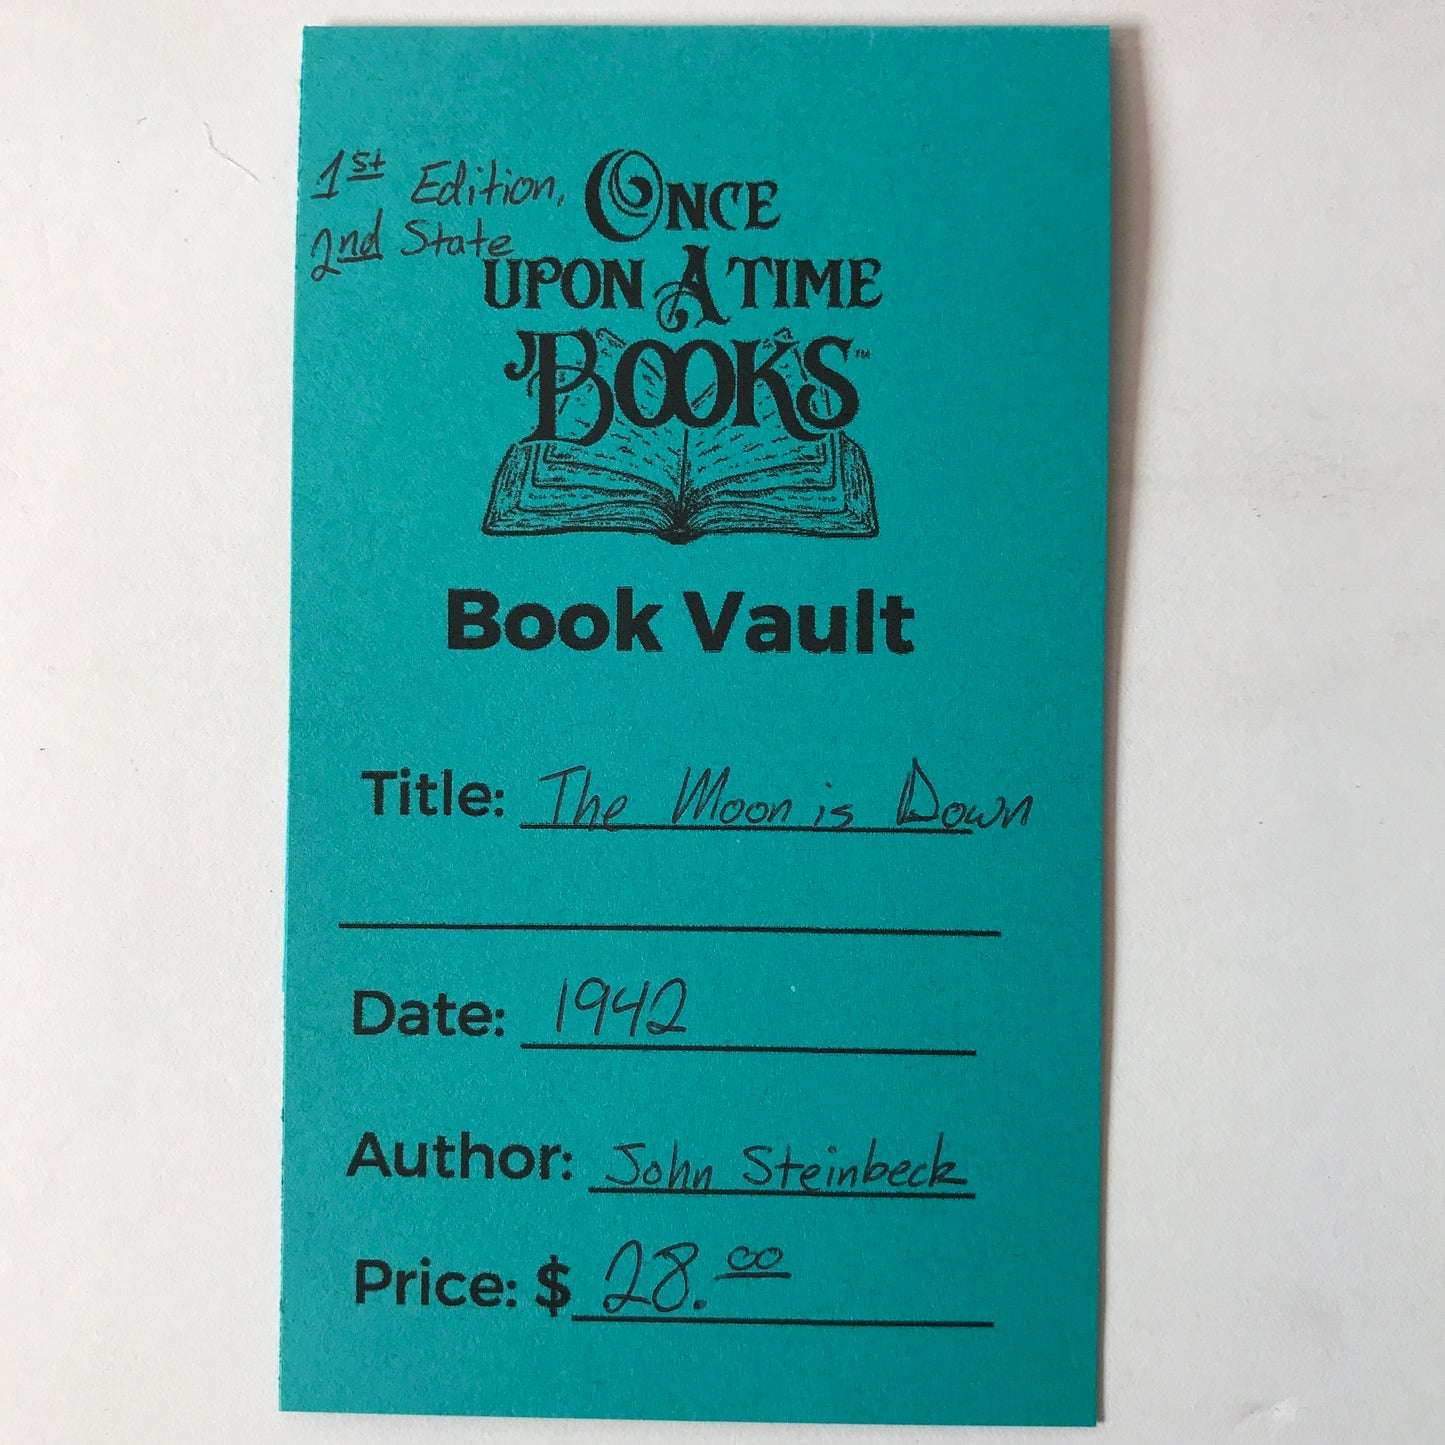 1st Edition,
2nd State
ONCE
UPON A TIME
BOOKS™
Book Vault
Title: The Moon is Down
Date: 1942
Author: John Steinbeck
Price: $ 28.00